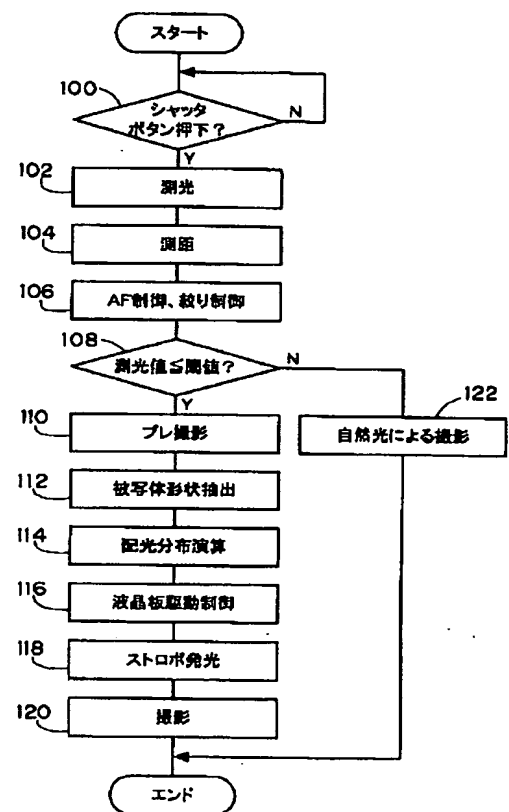 スタート
100
シャッタ
ボタン押下？
N
Y
102
測光
104
測距
106
AF制御、絞り制御
108
測光値≦閾値？
N
Y
110
プレ撮影
122
自然光による撮影
112
被写体形状抽出
114
配光分布演算
116
液晶板駆動制御
118
ストロボ発光
120
撮影
エンド